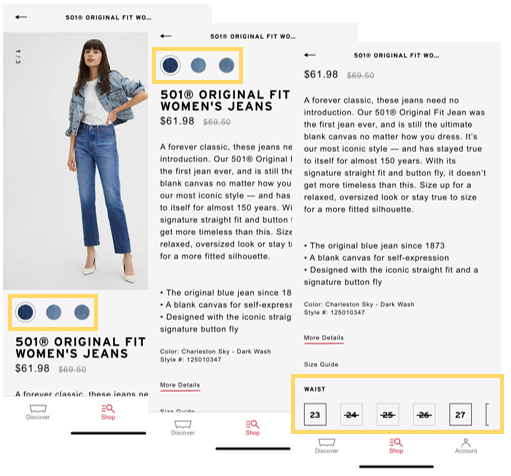 501® ORIGINAL FIT WO...
1 / 3
501® ORIGINAL FIT
WOMEN'S JEANS
$61.98 $69.50
A forever classic, these jeans ne
Discover
Shop
501® ORIGINAL FIT WO...
501® ORIGINAL FIT
WOMEN'S JEANS
$61.98 $69.50
A forever classic, these jeans ne
introduction. Our 501® Original
the first jean ever, and is still the
blank canvas no matter how you
is our most iconic style — and has
to itself for almost 150 years. Wi
signature straight fit and button
get more timeless than this. Size
relaxed, oversized look or stay t
for a more fitted silhouette.
• The original blue jean since 18
• A blank canvas for self-express
• Designed with the iconic straig
signature button fly
Color: Charleston Sky - Dark Wash
Style #: 125010347
More Details
Size Guide
Discover
Shop
501® ORIGINAL FIT WO...
$61.98 $69.50
A forever classic, these jeans need no
introduction. Our 501® Original Fit Jean was
the first jean ever, and is still the ultimate
blank canvas no matter how you dress. It's
our most iconic style — and has stayed true
to itself for almost 150 years. With its
signature straight fit and button fly, it doesn't
get more timeless than this. Size up for a
relaxed, oversized look or stay true to size
for a more fitted silhouette.
• The original blue jean since 1873
• A blank canvas for self-expression
• Designed with the iconic straight fit and a
signature button fly
Color: Charleston Sky - Dark Wash
Style #: 125010347
More Details
Size Guide
WAIST
23 24 25 26 27
Discover
Shop
Account